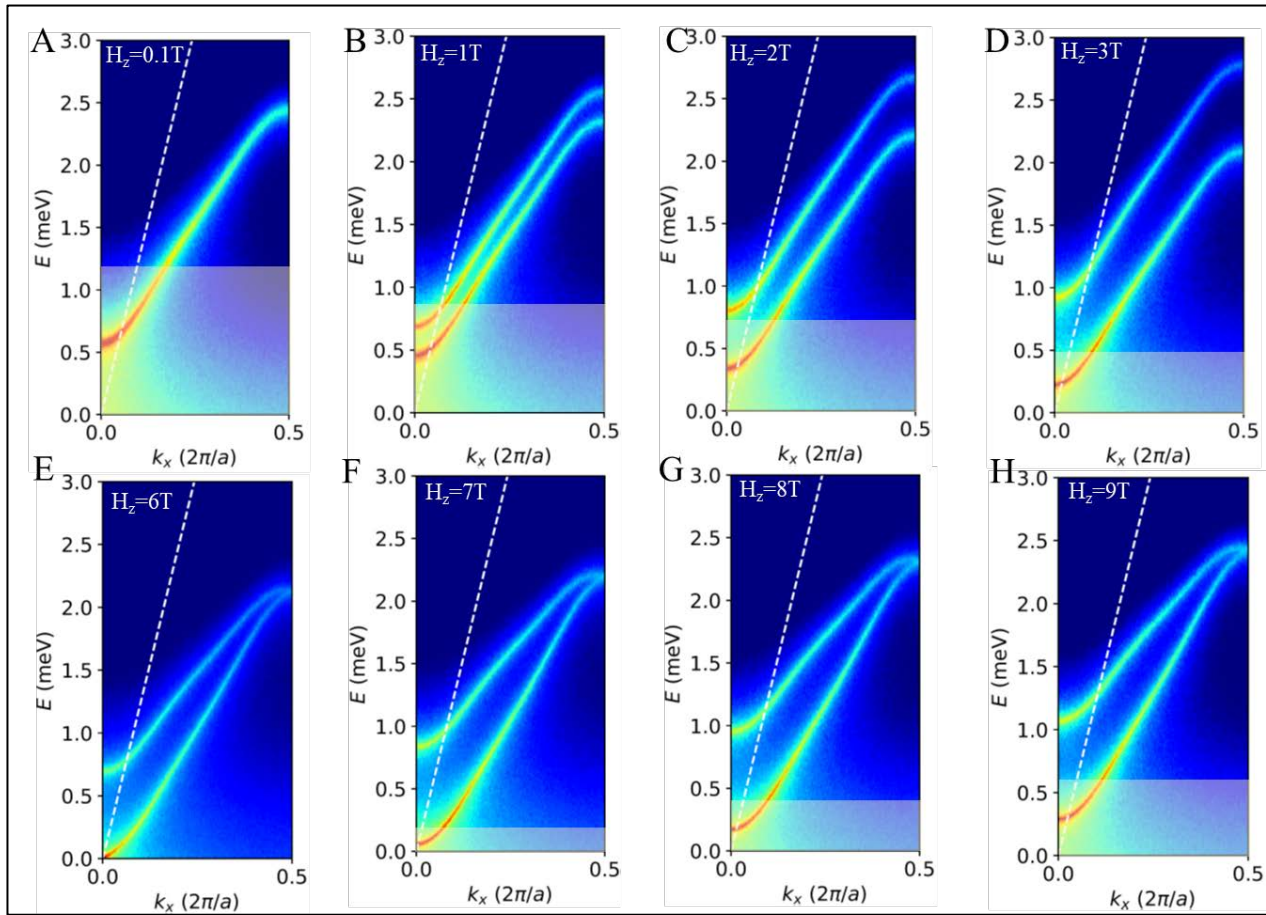 A
H_z=0.1T
3.0
2.5
2.0
1.5
1.0
0.5
0.0
E (meV)
0.0
0.5
k_x (2π/a)
B
H_z=1T
3.0
2.5
2.0
1.5
1.0
0.5
0.0
E (meV)
0.0
0.5
k_x (2π/a)
C
H_z=2T
3.0
2.5
2.0
1.5
1.0
0.5
0.0
E (meV)
0.0
0.5
k_x (2π/a)
D
H_z=3T
3.0
2.5
2.0
1.5
1.0
0.5
0.0
E (meV)
0.0
0.5
k_x (2π/a)
E
H_z=6T
3.0
2.5
2.0
1.5
1.0
0.5
0.0
E (meV)
0.0
0.5
k_x (2π/a)
F
H_z=7T
3.0
2.5
2.0
1.5
1.0
0.5
0.0
E (meV)
0.0
0.5
k_x (2π/a)
G
H_z=8T
3.0
2.5
2.0
1.5
1.0
0.5
0.0
E (meV)
0.0
0.5
k_x (2π/a)
H
H_z=9T
3.0
2.5
2.0
1.5
1.0
0.5
0.0
E (meV)
0.0
0.5
k_x (2π/a)